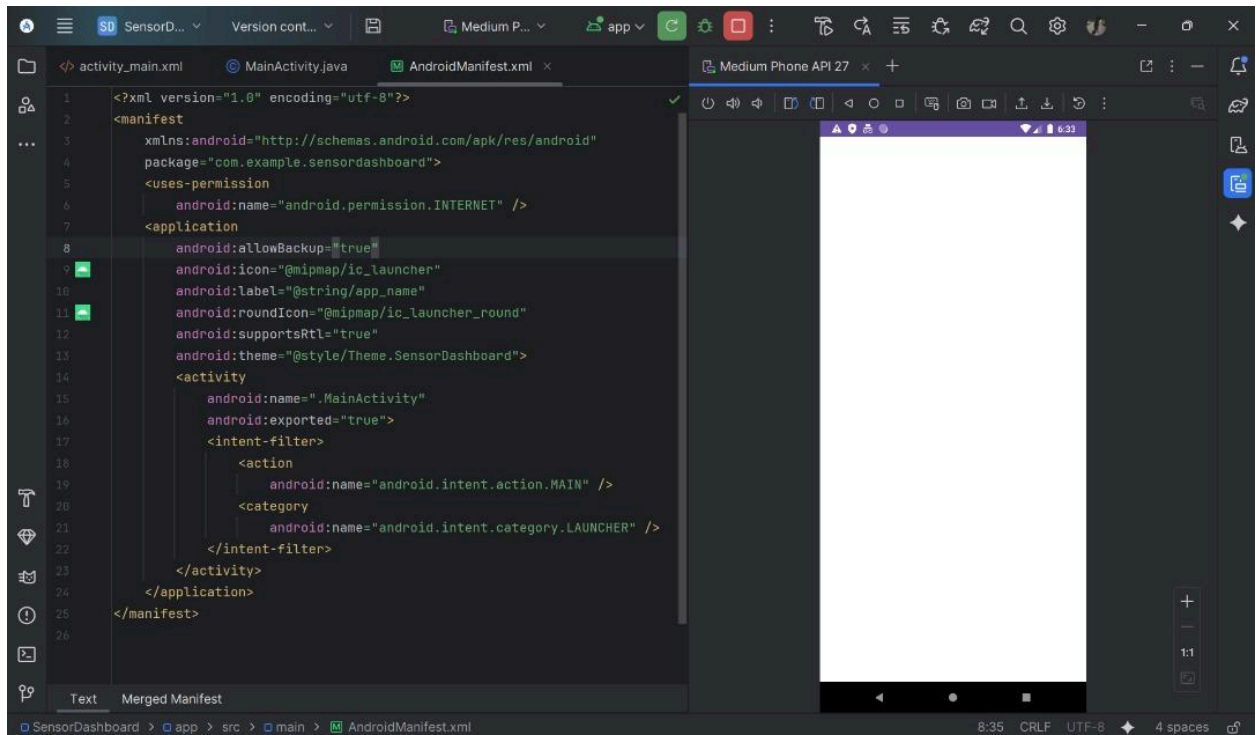 SD SensorD... Version cont... Medium P... app
activity_main.xml MainActivity.java AndroidManifest.xml
Medium Phone API 27
1 <?xml version="1.0" encoding="utf-8"?>
2 <manifest
3 xmlns:android="http://schemas.android.com/apk/res/android"
4 package="com.example.sensordashboard">
5 <uses-permission
6 android:name="android.permission.INTERNET" />
7 <application
8 android:allowBackup="true"
9 android:icon="@mipmap/ic_launcher"
10 android:label="@string/app_name"
11 android:roundIcon="@mipmap/ic_launcher_round"
12 android:supportsRtl="true"
13 android:theme="@style/Theme.SensorDashboard">
14 <activity
15 android:name=".MainActivity"
16 android:exported="true">
17 <intent-filter>
18 <action
19 android:name="android.intent.action.MAIN" />
20 <category
21 android:name="android.intent.category.LAUNCHER" />
22 </intent-filter>
23 </activity>
24 </application>
25 </manifest>
26
6:33
1:1
Text Merged Manifest
SensorDashboard > app > src > main > AndroidManifest.xml
8:35 CRLF UTF-8 4 spaces